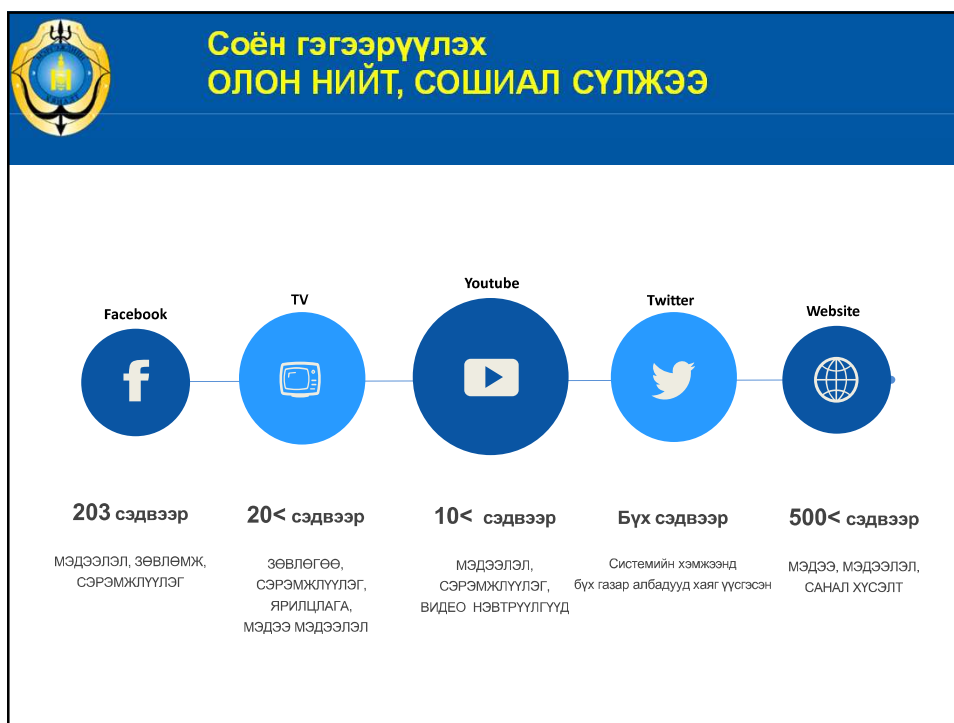 Соён гэгээрүүлэх
ОЛОН НИЙТ, СОШИАЛ СҮЛЖЭЭ
Facebook
TV
Youtube
Twitter
Website
203 сэдвээр
МЭДЭЭЛЭЛ, ЗӨВЛӨМЖ,
СЭРЭМЖЛҮҮЛЭГ
20< сэдвээр
ЗӨВЛӨГӨӨ,
СЭРЭМЖЛҮҮЛЭГ,
ЯРИЛЦЛАГА,
МЭДЭЭ МЭДЭЭЛЭЛ
10< сэдвээр
МЭДЭЭЛЭЛ,
СЭРЭМЖЛҮҮЛЭГ,
ВИДЕО НЭВТРҮҮЛГҮҮД
Бүх сэдвээр
Системийн хэмжээнд
бүх газар албадууд хаяг үүсгэсэн
500< сэдвээр
МЭДЭЭ, МЭДЭЭЛЭЛ,
САНАЛ ХҮСЭЛТ